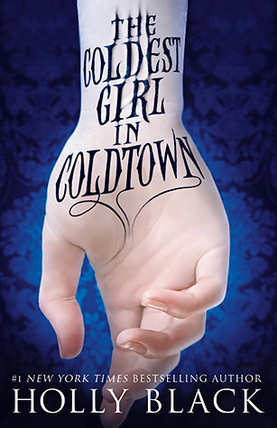 THE
COLDEST
GIRL
IN
COLDTOWN
#1 NEW YORK TIMES BESTSELLING AUTHOR
HOLLY BLACK